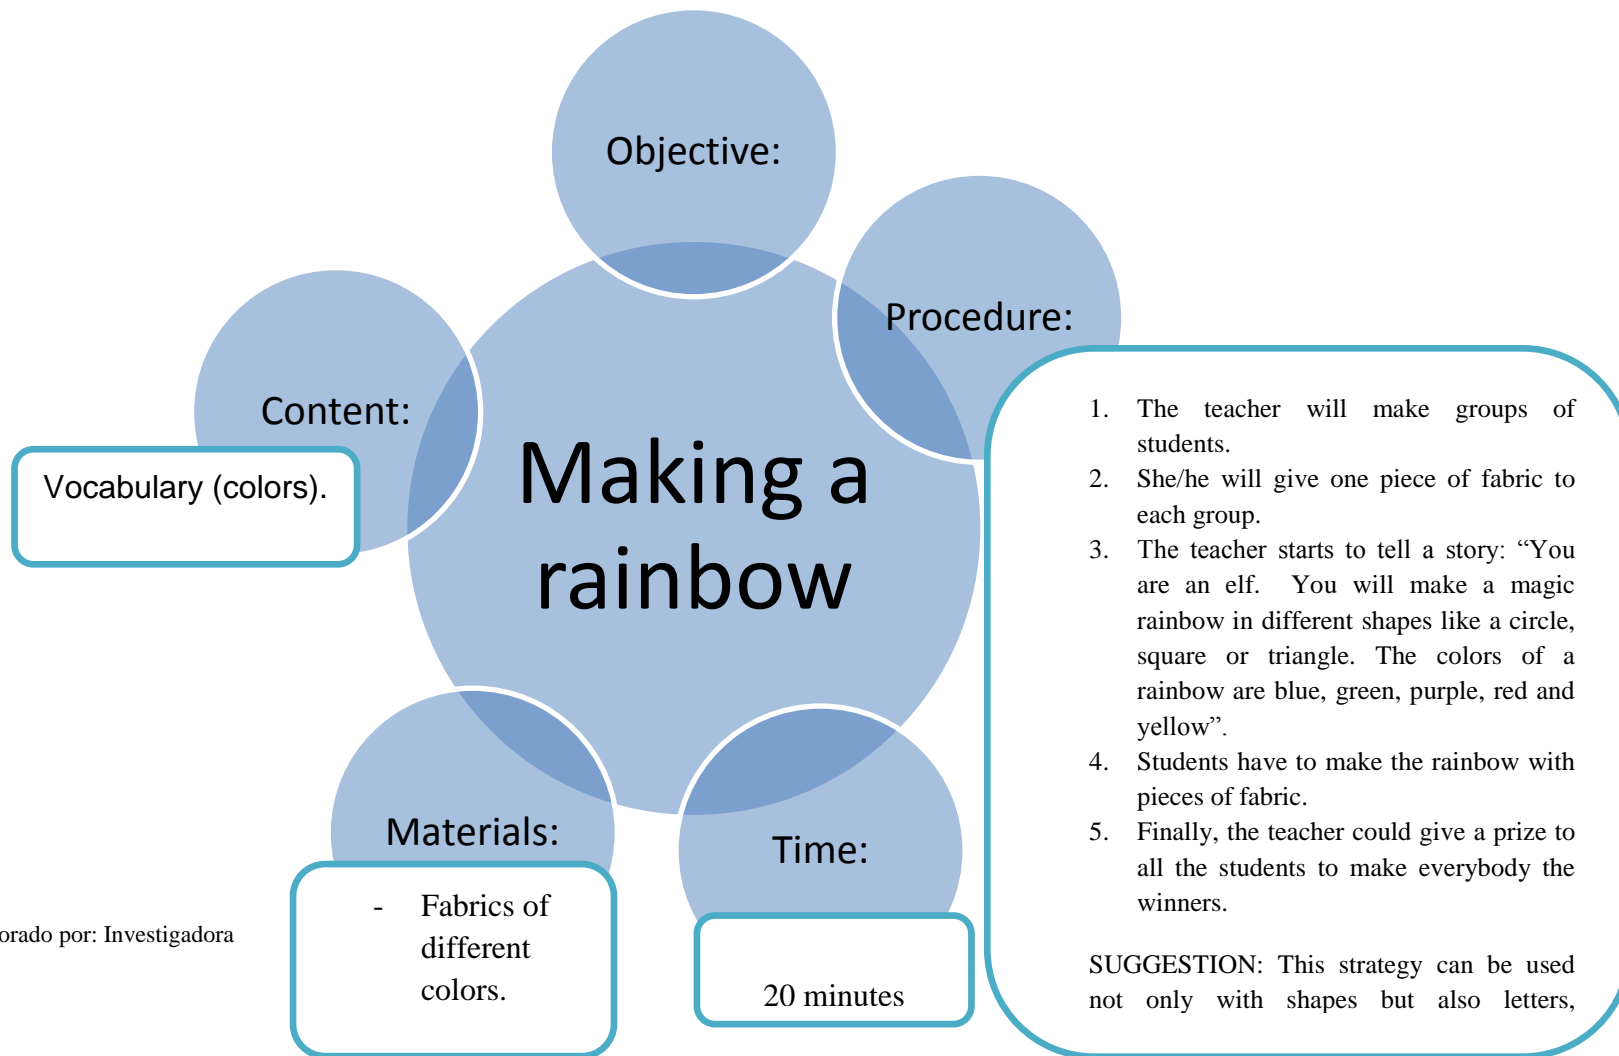 Objective:
Procedure:
Content:
Vocabulary (colors).
Making a
rainbow
1. The teacher will make groups of
students.
2. She/he will give one piece of fabric to
each group.
3. The teacher starts to tell a story: “You
are an elf. You will make a magic
rainbow in different shapes like a circle,
square or triangle. The colors of a
rainbow are blue, green, purple, red and
yellow”.
4. Students have to make the rainbow with
pieces of fabric.
5. Finally, the teacher could give a prize to
all the students to make everybody the
winners.
SUGGESTION: This strategy can be used
not only with shapes but also letters,
Materials:
- Fabrics of
different
colors.
Time:
20 minutes
orado por: Investigadora